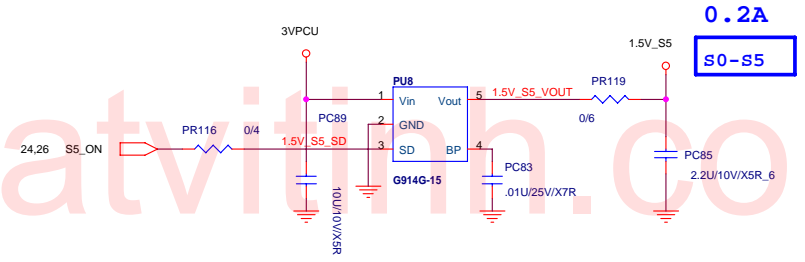 0.2A
3VPCU
1.5V_S5
S0-S5
PU8
PR119
1
Vin
Vout
5
1.5V_S5_VOUT
PC89
2
GND
0/6
PR116
0/4
24,26
S5_ON
1.5V_S5_SD
3
SD
BP
4
PC83
PC85
G914G-15
.01U/25V/X7R
2.2U/10V/X5R_6
10U/10V/X5R
atvitinh.co